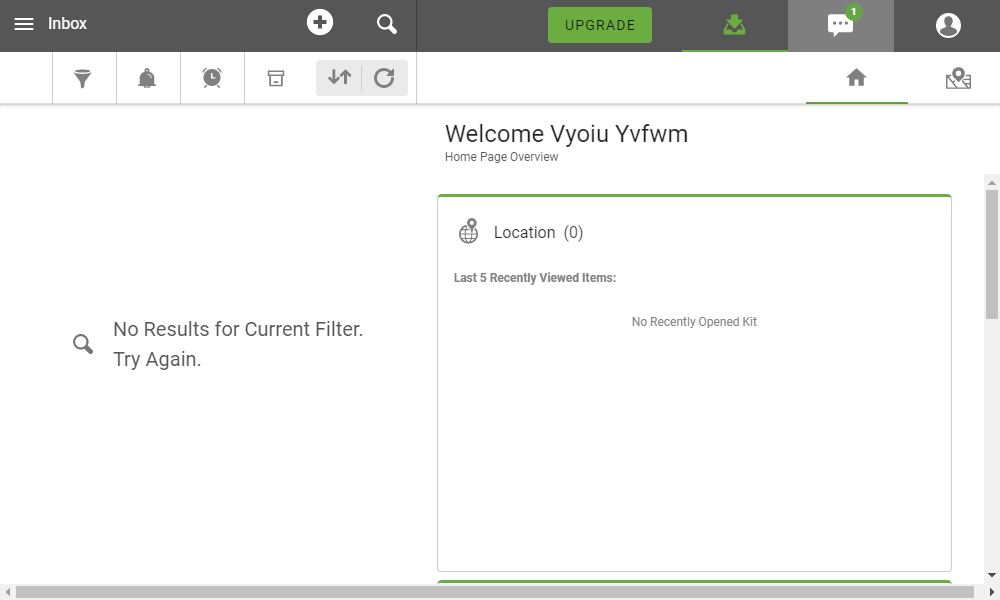 Inbox
UPGRADE
1
Welcome Vyoiu Yvfwm
Home Page Overview
Location (0)
Last 5 Recently Viewed Items:
No Recently Opened Kit
No Results for Current Filter.
Try Again.